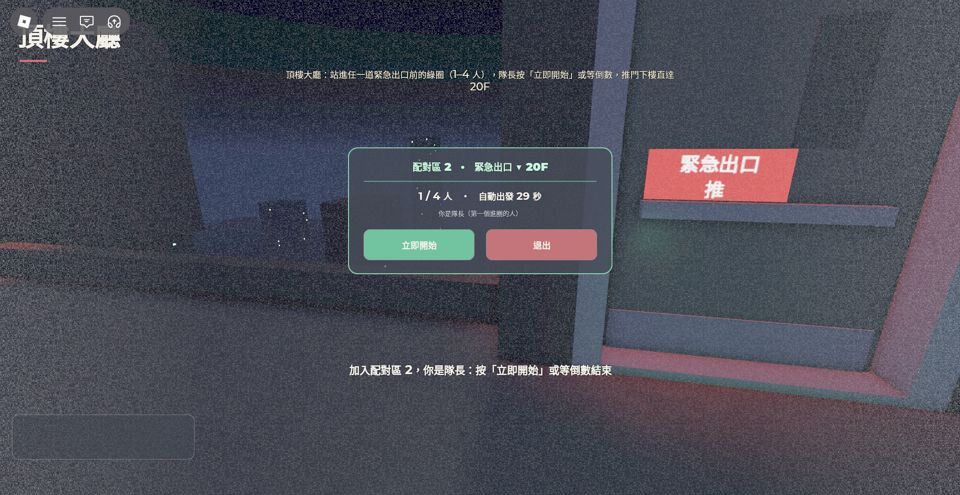 頂樓大廳
頂樓大廳：站進任一道緊急出口前的綠圈（1–4 人），隊長按「立即開始」或等倒數，推門下樓直達
20F
配對區 2 • 緊急出口 ▼ 20F
1 / 4 人 • 自動出發 29 秒
你是隊長（第一個進圈的人）
立即開始
退出
緊急出口
推
加入配對區 2，你是隊長：按「立即開始」或等倒數結束